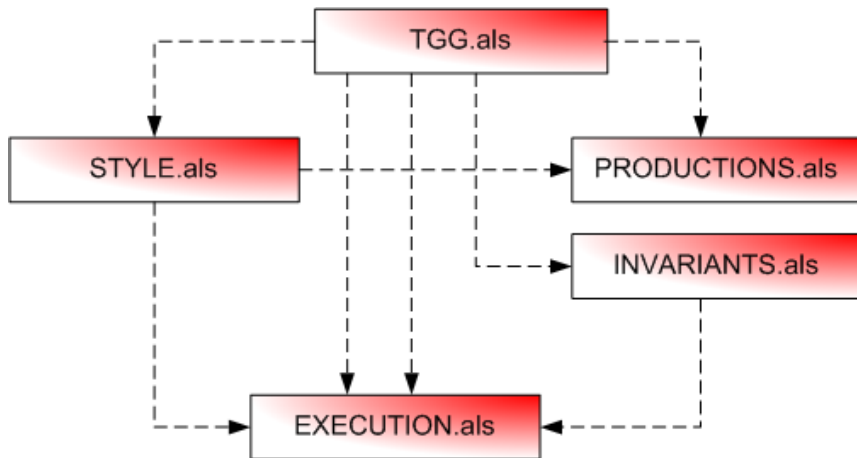 TGG.als
STYLE.als
PRODUCTIONS.als
INVARIANTS.als
EXECUTION.als